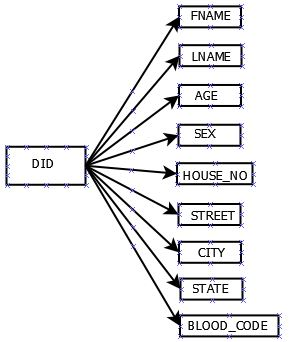 FNAME
LNAME
AGE
SEX
DID
HOUSE_NO
STREET
CITY
STATE
BLOOD_CODE